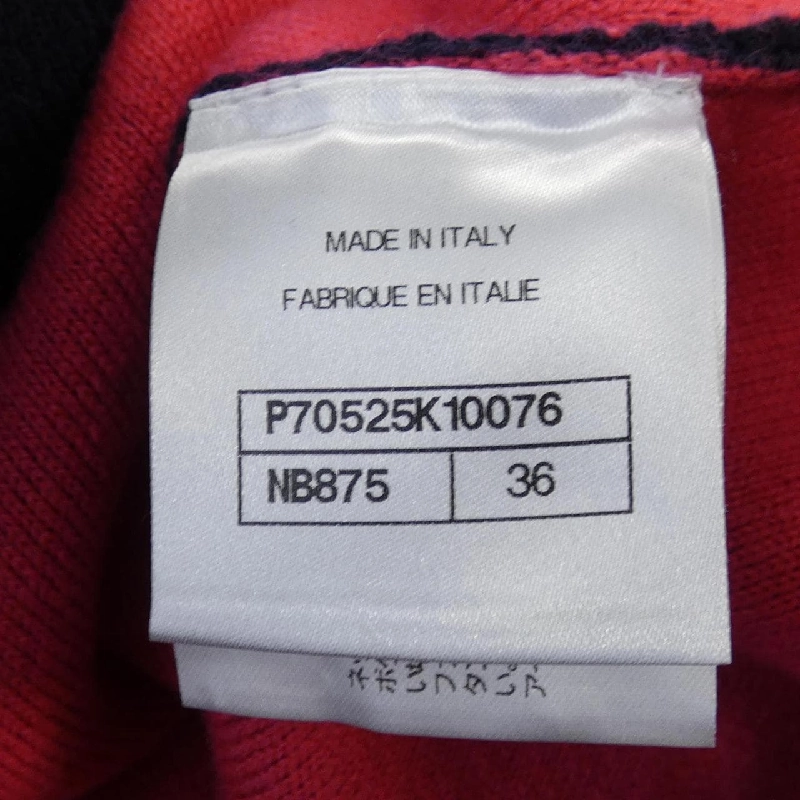 MADE IN ITALY
FABRIQUE EN ITALIE
P70525K10076
NB875 36